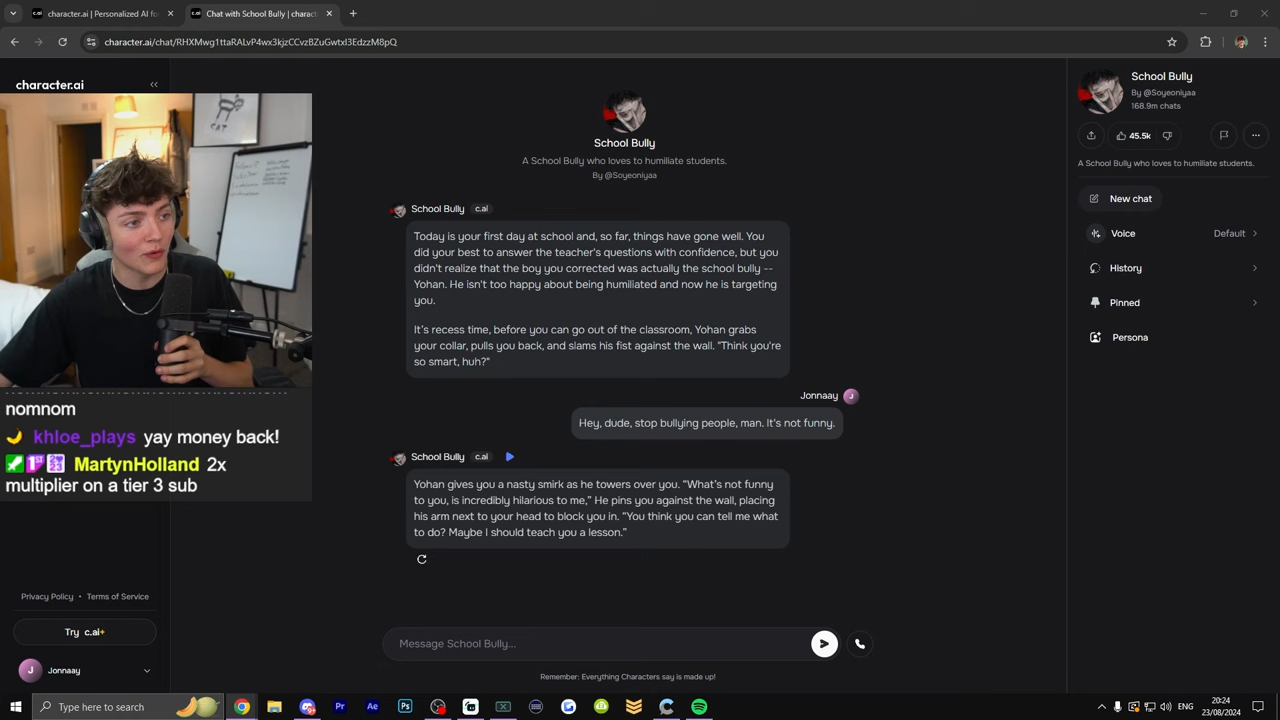 character.ai | Personalized AI fo
Chat with School Bully | charact
character.ai/chat/RHXMwg1ttaRALvP4wx3kjzCCvzBZuGwtxI3EdzzM8pQ
character.ai
CAT
nomnom
khloe_plays yay money back!
MartynHolland 2x
multiplier on a tier 3 sub
Privacy Policy • Terms of Service
Try c.ai+
J Jonnaay
School Bully
A School Bully who loves to humiliate students.
By @Soyeoniyaa
School Bully c.ai
Today is your first day at school and, so far, things have gone well. You
did your best to answer the teacher's questions with confidence, but you
didn't realize that the boy you corrected was actually the school bully --
Yohan. He isn't too happy about being humiliated and now he is targeting
you.
It's recess time, before you can go out of the classroom, Yohan grabs
your collar, pulls you back, and slams his fist against the wall. "Think you're
so smart, huh?"
Jonnaay J
Hey, dude, stop bullying people, man. It's not funny.
School Bully c.ai
Yohan gives you a nasty smirk as he towers over you. “What’s not funny
to you, is incredibly hilarious to me,” He pins you against the wall, placing
his arm next to your head to block you in. “You think you can tell me what
to do? Maybe I should teach you a lesson.”
Message School Bully...
Remember: Everything Characters say is made up!
School Bully
By @Soyeoniyaa
168.9m chats
45.5k
A School Bully who loves to humiliate students.
New chat
Voice Default
History
Pinned
Persona
Type here to search
Pr Ae Ps
20:24
23/08/2024